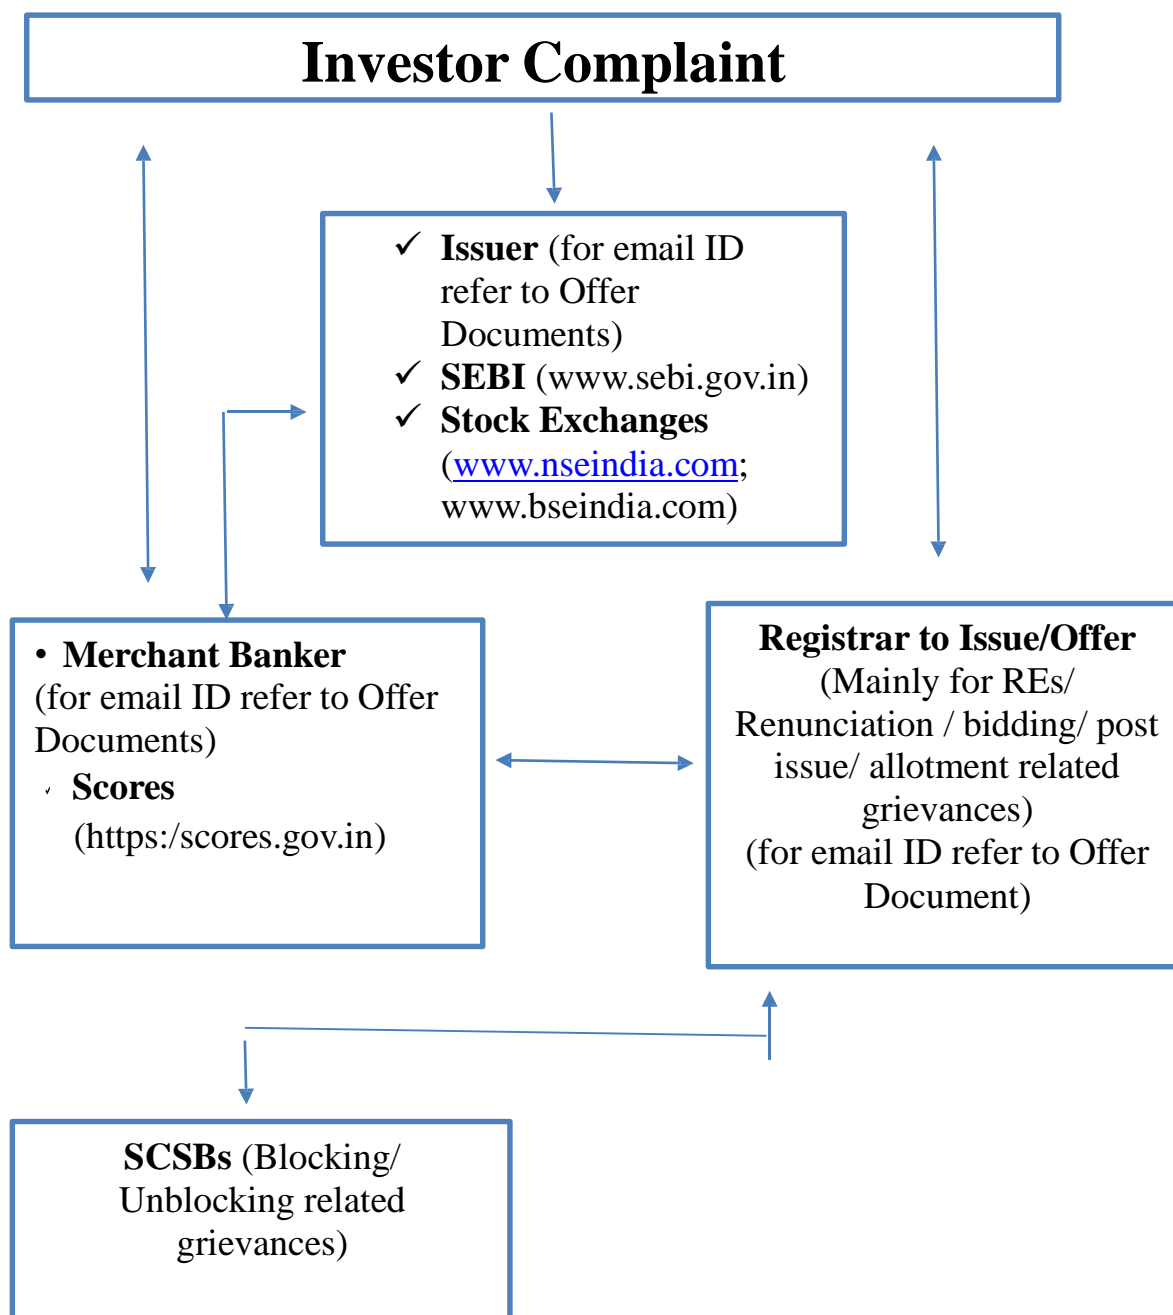 Investor Complaint
✓ Issuer (for email ID
refer to Offer
Documents)
✓ SEBI (www.sebi.gov.in)
✓ Stock Exchanges
(www.nseindia.com;
www.bseindia.com)
• Merchant Banker
(for email ID refer to Offer
Documents)
✓ Scores
(https:/scores.gov.in)
Registrar to Issue/Offer
(Mainly for REs/
Renunciation / bidding/ post
issue/ allotment related
grievances)
(for email ID refer to Offer
Document)
SCSBs (Blocking/
Unblocking related
grievances)